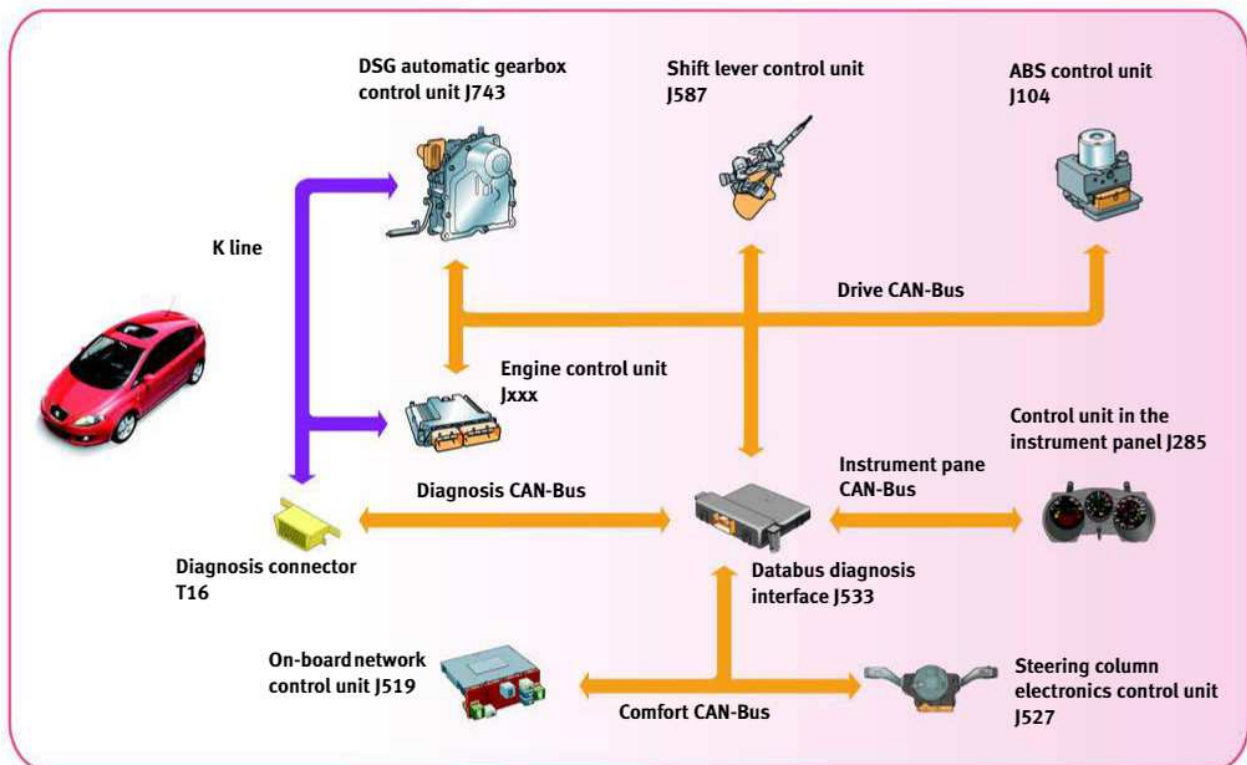 DSG automatic gearbox
control unit J743
Shift lever control unit
J587
ABS control unit
J104
K line
Drive CAN-Bus
Engine control unit
Jxxx
Control unit in the
instrument panel J285
Instrument pane
CAN-Bus
Diagnosis CAN-Bus
Diagnosis connector
T16
Databus diagnosis
interface J533
On-board network
control unit J519
Comfort CAN-Bus
Steering column
electronics control unit
J527